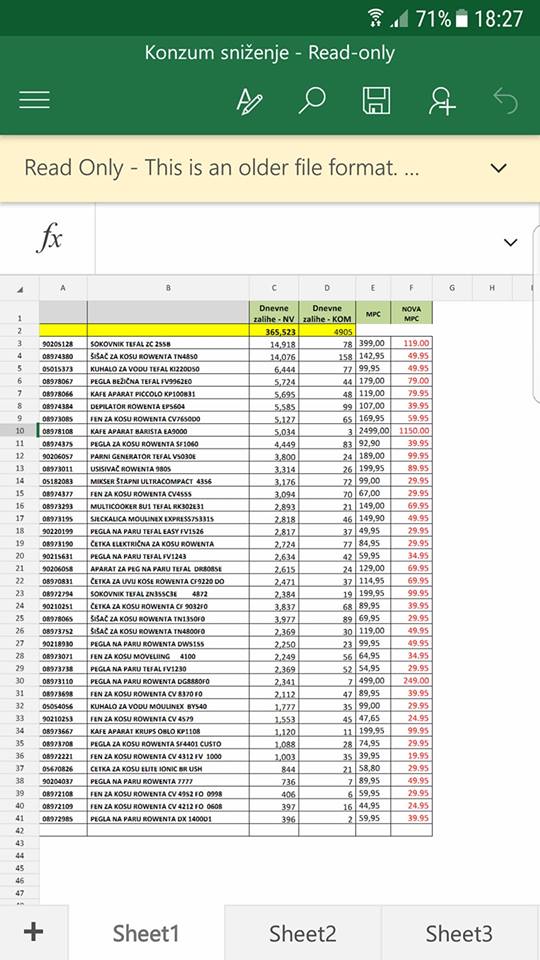 71% 18:27
Konzum sniženje - Read-only
Read Only - This is an older file format. ...
fx
A B C D E F G H
1 Dnevne zalihe - NV Dnevne zalihe - KOM MPC NOVA MPC
2 365,523 4905
3 90205128 SOKOVNIK TEFAL ZC 255B 14,918 78 399,00 119.00
4 08974380 ŠIŠAČ ZA KOSU ROWENTA TN4850 14,076 158 142,95 49.95
5 05015373 KUHALO ZA VODU TEFAL KI220D50 6,444 77 99,95 49.95
6 08978067 PEGLA BEŽIČNA TEFAL FV9962E0 5,724 44 179,00 79.00
7 08978066 KAFE APARAT PICCOLO KP100B31 5,695 48 119,00 79.95
8 08974384 DEPILATOR ROWENTA EP5604 5,585 99 107,00 39.95
9 08973085 FEN ZA KOSU ROWENTA CV7650D0 5,127 65 169,95 59.95
10 08978108 KAFE APARAT BARISTA EA9000 5,034 3 2499,00 1150.00
11 08974375 PEGLA ZA KOSU ROWENTA SF1060 4,449 83 92,90 39.95
12 90206057 PARNI GENERATOR TEFAL VS030E 3,800 24 189,00 99.95
13 08973011 USISIVAČ ROWENTA 9805 3,314 26 199,95 89.95
14 05182083 MIKSER ŠTAPNI ULTRACOMPACT 4356 3,176 72 99,00 29.95
15 08974377 FEN ZA KOSU ROWENTA CV4555 3,094 70 67,00 29.95
16 08973293 MULTICOOKER 8U1 TEFAL RK302E31 2,893 21 149,00 69.95
17 08973195 SJECKALICA MOULINEX EXPRESS753315 2,818 46 149,90 49.95
18 90220199 PEGLA NA PARU TEFAL EASY FV1526 2,817 37 49,95 29.95
19 08973190 ČETKA ELEKTRIČNA ZA KOSU ROWENTA 2,724 77 84,95 29.95
20 90215631 PEGLA NA PARU TEFAL FV1243 2,634 42 59,95 34.95
21 90206058 APARAT ZA PEG NA PARU TEFAL DR8085E 2,615 24 129,00 69.95
22 08970831 ČETKA ZA UVIJ KOSE ROWENTA CF9220 DO 2,471 37 114,95 69.95
23 08972794 SOKOVNIK TEFAL ZN355C3E 4872 2,384 19 199,95 99.95
24 90210251 ČETKA ZA KOSU ROWENTA CF 9032F0 3,837 68 89,95 39.95
25 08978065 ŠIŠAČ ZA KOSU ROWENTA TN1350F0 3,977 89 69,95 29.95
26 08973752 ŠIŠAČ ZA KOSU ROWENTA TN4800F0 2,369 30 119,00 49.95
27 90218930 PEGLA NA PARU ROWENTA DW5155 2,250 23 99,95 49.95
28 08973071 FEN ZA KOSU MOVELIING 4100 2,249 56 64,95 34.95
29 08973738 PEGLA NA PARU TEFAL FV1230 2,369 52 54,95 29.95
30 08973110 PEGLA NA PARU ROWENTA DG8880F0 2,341 7 499,00 249.00
31 08973698 FEN ZA KOSU ROWENTA CV 8370 F0 2,112 47 89,95 39.95
32 05054056 KUHALO ZA VODU MOULINEX BY540 1,777 35 99,00 29.95
33 90210253 FEN ZA KOSU ROWENTA CV 4579 1,553 45 47,65 24.95
34 08973667 KAFE APARAT KRUPS OBLO KP1108 1,120 11 199,95 99.95
35 08973708 PEGLA ZA KOSU ROWENTA SF4401 CUSTO 1,088 28 74,95 29.95
36 08972221 FEN ZA KOSU ROWENTA CV 4312 FV 1000 1,003 35 39,95 19.95
37 05670826 ČETKA ZA KOSU ELITE IONIC BR USH 844 21 58,80 29.95
38 90204037 PEGLA NA PARU ROWENTA 7777 736 7 89,95 49.95
39 08972108 FEN ZA KOSU ROWENTA CV 4952 FO 0998 406 6 59,95 29.95
40 08972109 FEN ZA KOSU ROWENTA CV 4212 FO 0608 397 16 44,95 24.95
41 08972985 PEGLA NA PARU ROWENTA DX 1400D1 396 2 59,95 39.95
42
43
44
45
46
47
+ Sheet1 Sheet2 Sheet3